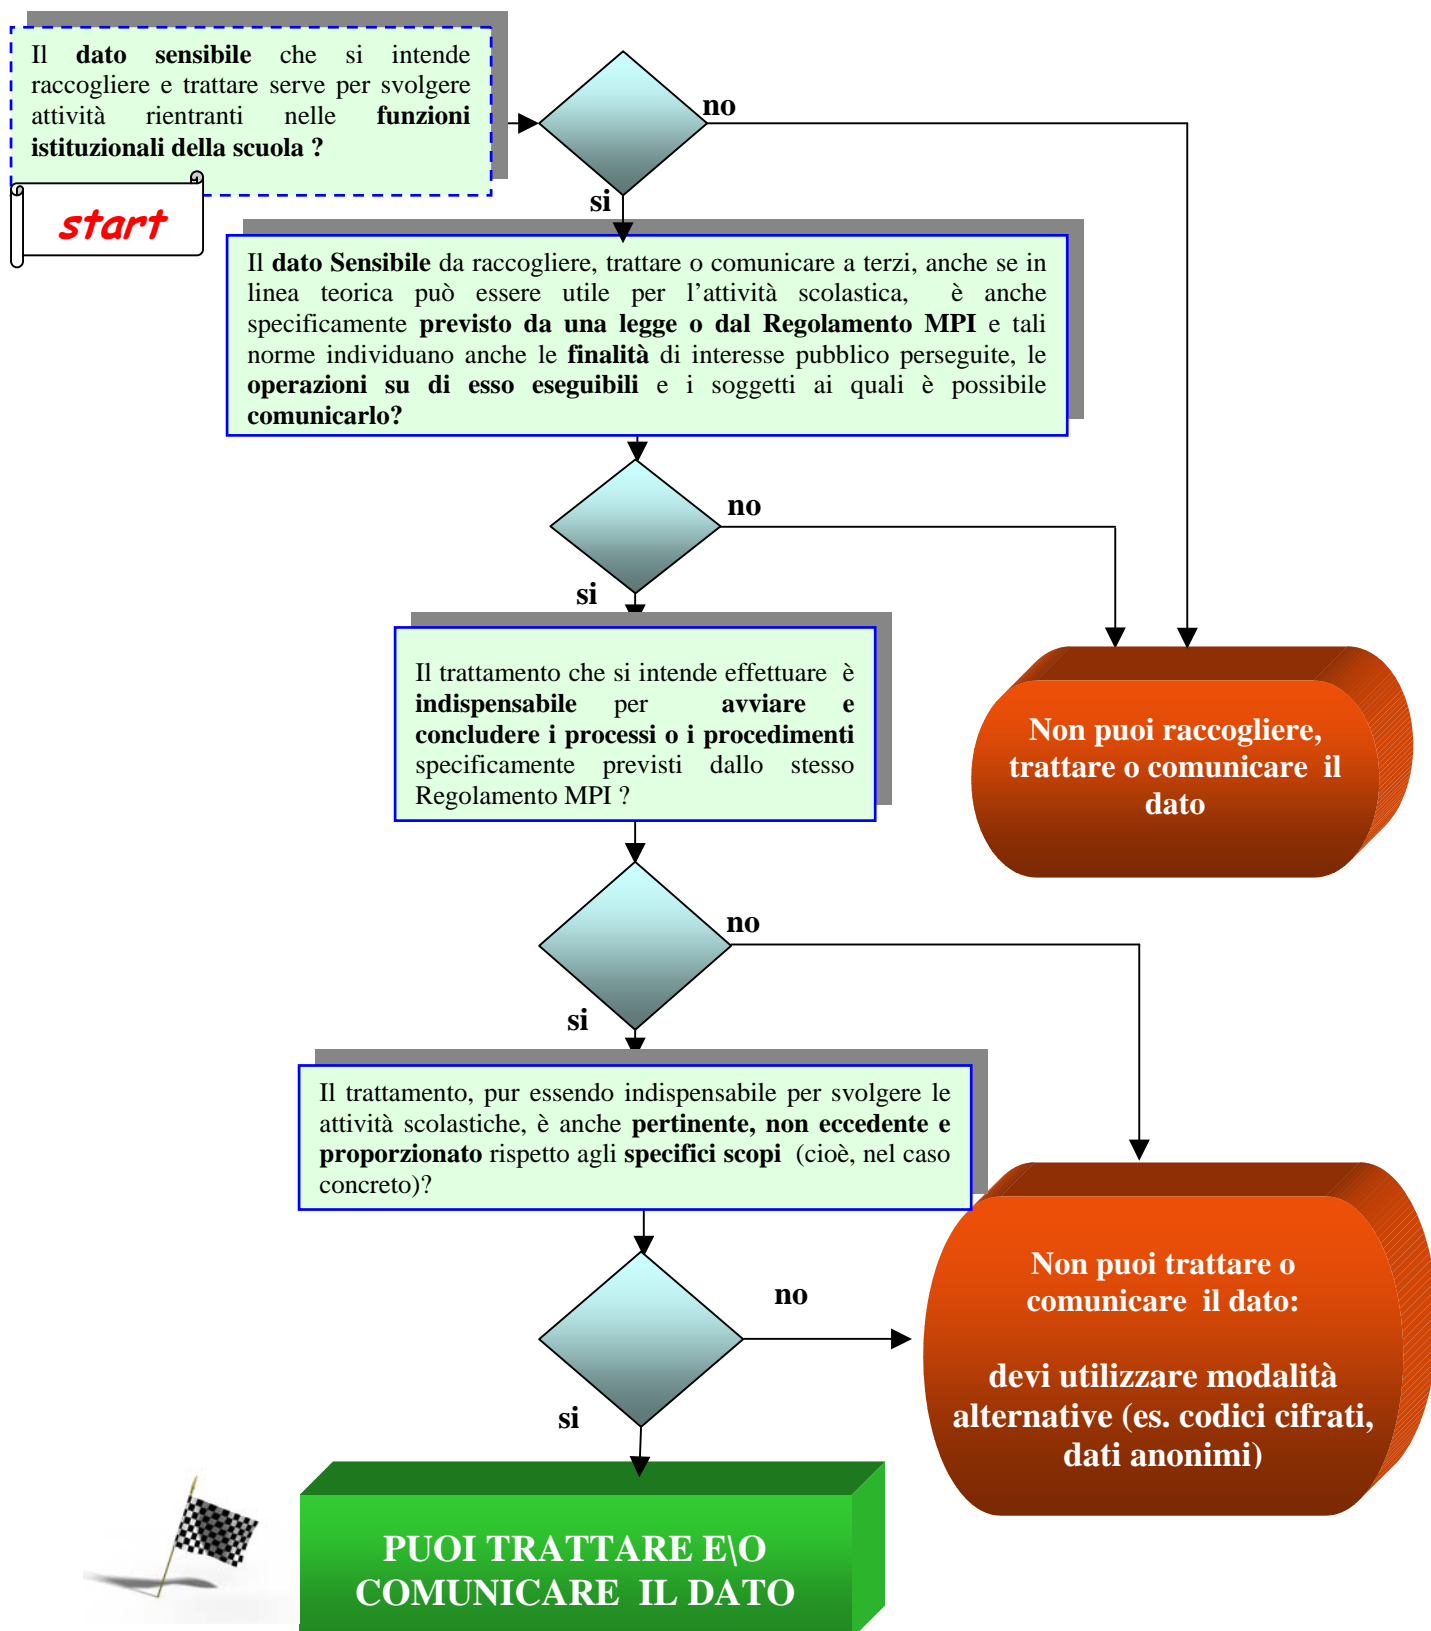 Il dato sensibile che si intende
raccogliere e trattare serve per svolgere
attività rientranti nelle funzioni
istituzionali della scuola ?
start
no
si
Il dato Sensibile da raccogliere, trattare o comunicare a terzi, anche se in
linea teorica può essere utile per l’attività scolastica, è anche
specificamente previsto da una legge o dal Regolamento MPI e tali
norme individuano anche le finalità di interesse pubblico perseguite, le
operazioni su di esso eseguibili e i soggetti ai quali è possibile
comunicarlo?
no
si
Il trattamento che si intende effettuare è
indispensabile per avviare e
concludere i processi o i procedimenti
specificamente previsti dallo stesso
Regolamento MPI ?
Non puoi raccogliere,
trattare o comunicare il
dato
no
si
Il trattamento, pur essendo indispensabile per svolgere le
attività scolastiche, è anche pertinente, non eccedente e
proporzionato rispetto agli specifici scopi (cioè, nel caso
concreto)?
Non puoi trattare o
comunicare il dato:
devi utilizzare modalità
alternative (es. codici cifrati,
dati anonimi)
no
si
PUOI TRATTARE E\O
COMUNICARE IL DATO